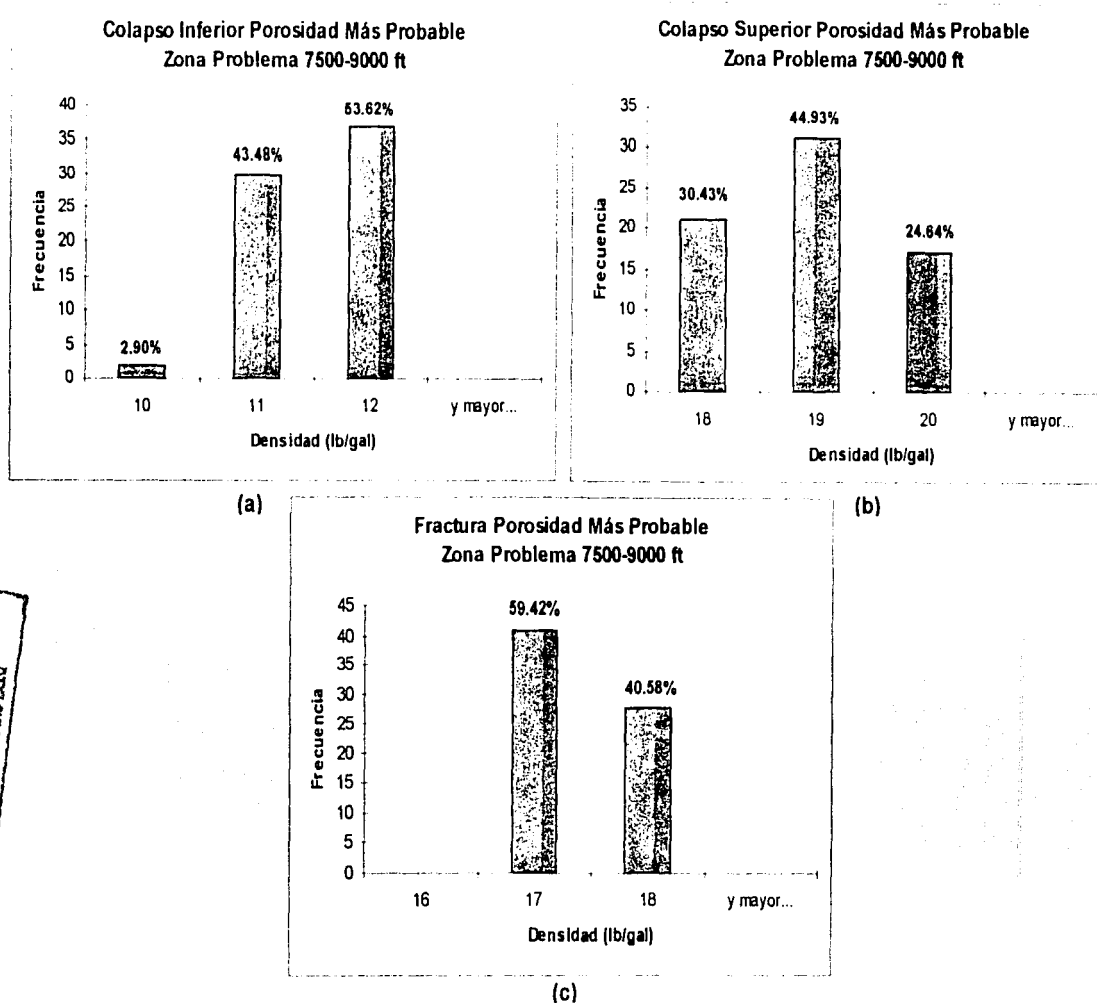 Colapso Inferior Porosidad Más Probable
Zona Problema 7500-9000 ft
Frecuencia
40
35
30
25
20
15
10
5
0
2.90%
43.48%
53.62%
10
11
12
y mayor...
Densidad (lb/gal)
(a)
Colapso Superior Porosidad Más Probable
Zona Problema 7500-9000 ft
Frecuencia
35
30
25
20
15
10
5
0
30.43%
44.93%
24.64%
18
19
20
y mayor...
Densidad (lb/gal)
(b)
Fractura Porosidad Más Probable
Zona Problema 7500-9000 ft
Frecuencia
45
40
35
30
25
20
15
10
5
0
59.42%
40.58%
16
17
18
y mayor...
Densidad (lb/gal)
(c)